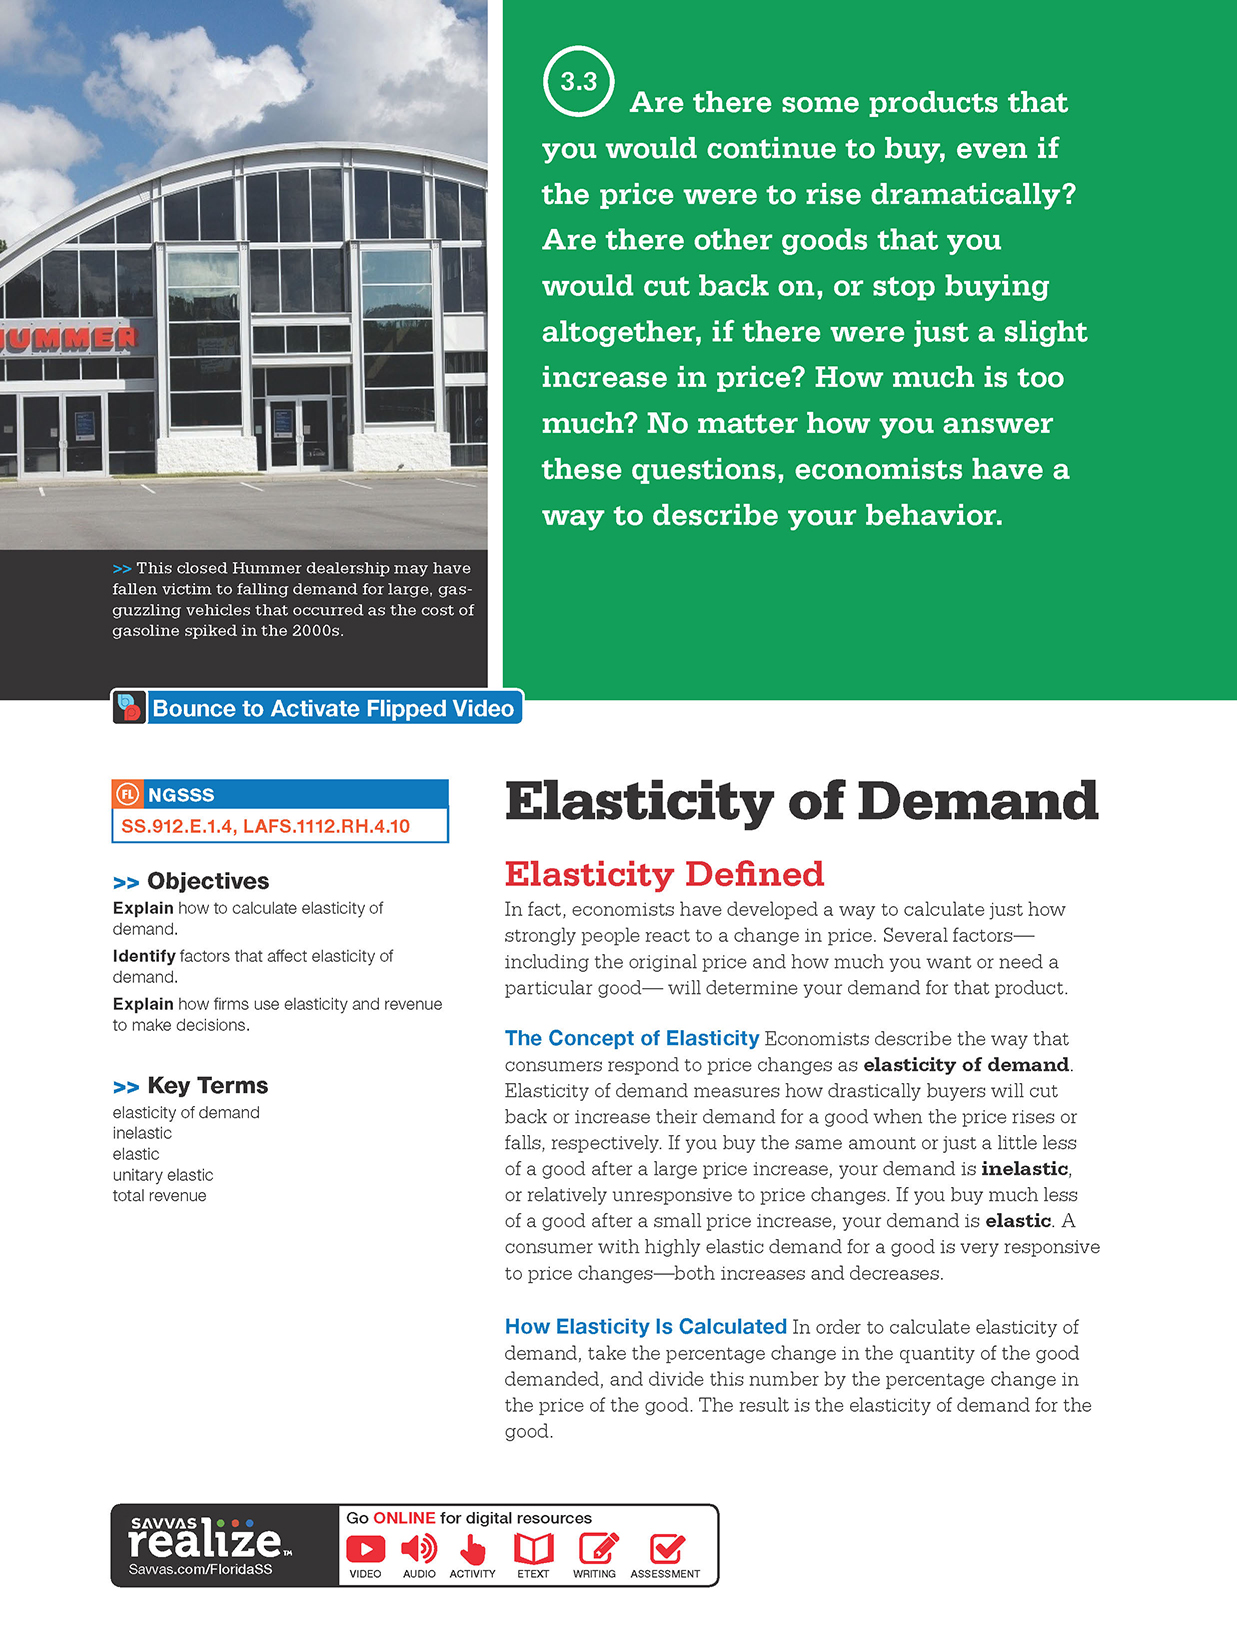 HUMMER
>> This closed Hummer dealership may have
fallen victim to falling demand for large, gas-
guzzling vehicles that occurred as the cost of
gasoline spiked in the 2000s.
3.3
Are there some products that
you would continue to buy, even if
the price were to rise dramatically?
Are there other goods that you
would cut back on, or stop buying
altogether, if there were just a slight
increase in price? How much is too
much? No matter how you answer
these questions, economists have a
way to describe your behavior.
Bounce to Activate Flipped Video
FL NGSSS
SS.912.E.1.4, LAFS.1112.RH.4.10
>> Objectives
Explain how to calculate elasticity of
demand.
Identify factors that affect elasticity of
demand.
Explain how firms use elasticity and revenue
to make decisions.
>> Key Terms
elasticity of demand
inelastic
elastic
unitary elastic
total revenue
Elasticity of Demand
Elasticity Defined
In fact, economists have developed a way to calculate just how
strongly people react to a change in price. Several factors—
including the original price and how much you want or need a
particular good— will determine your demand for that product.
The Concept of Elasticity Economists describe the way that
consumers respond to price changes as elasticity of demand.
Elasticity of demand measures how drastically buyers will cut
back or increase their demand for a good when the price rises or
falls, respectively. If you buy the same amount or just a little less
of a good after a large price increase, your demand is inelastic,
or relatively unresponsive to price changes. If you buy much less
of a good after a small price increase, your demand is elastic. A
consumer with highly elastic demand for a good is very responsive
to price changes—both increases and decreases.
How Elasticity Is Calculated In order to calculate elasticity of
demand, take the percentage change in the quantity of the good
demanded, and divide this number by the percentage change in
the price of the good. The result is the elasticity of demand for the
good.
SAVVAS
realize™
Savvas.com/FloridaSS
Go ONLINE for digital resources
VIDEO AUDIO ACTIVITY ETEXT WRITING ASSESSMENT